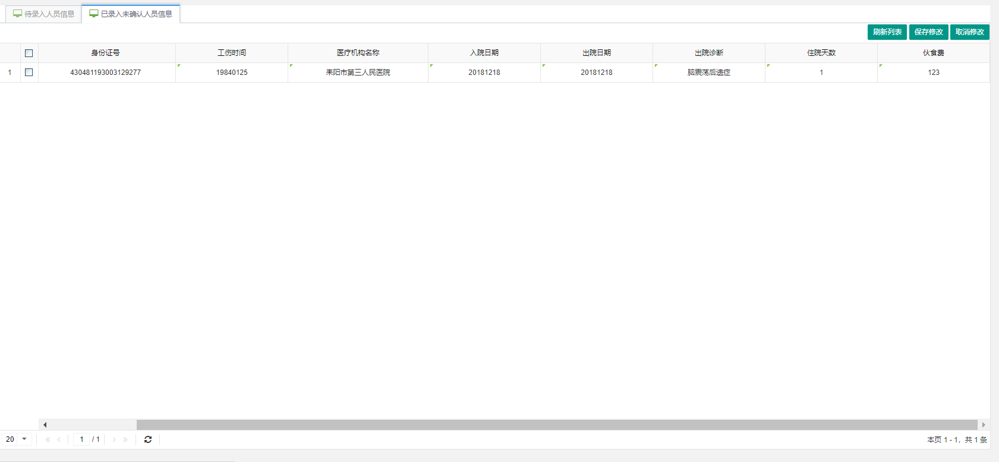 待录入人员信息 已录入未确认人员信息
刷新列表 保存修改 取消修改
身份证号 工伤时间 医疗机构名称 入院日期 出院日期 出院诊断 住院天数 伙食费
1 430481193003129277 19840125 耒阳市第三人民医院 20181218 20181218 脑震荡后遗症 1 123
20 1 / 1 本页 1 - 1，共 1 条